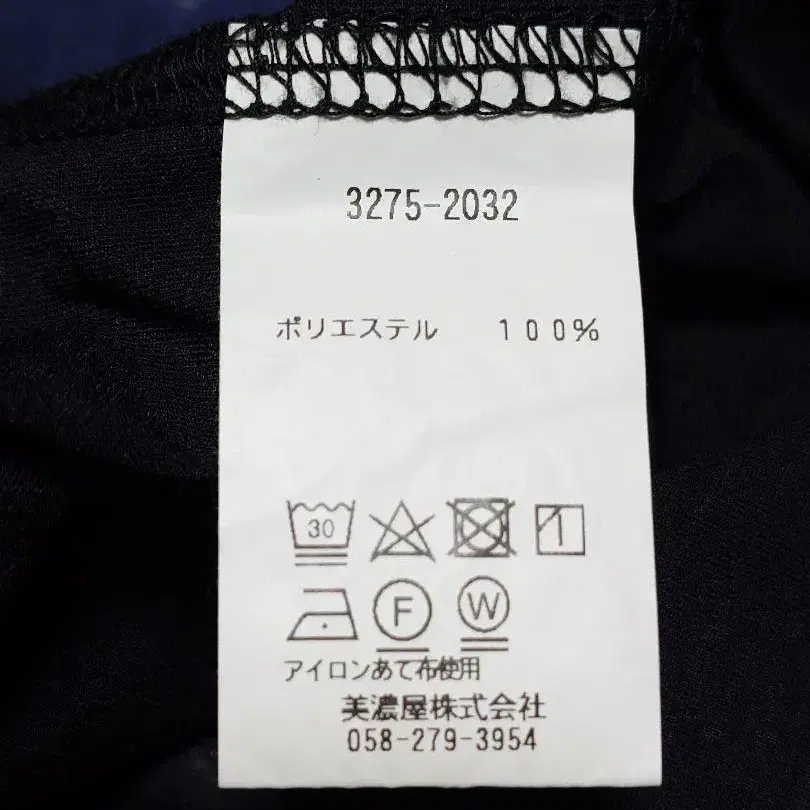 3275-2032
ポリエステル 100%
30
F W
アイロンあて布使用
美濃屋株式会社
058-279-3954